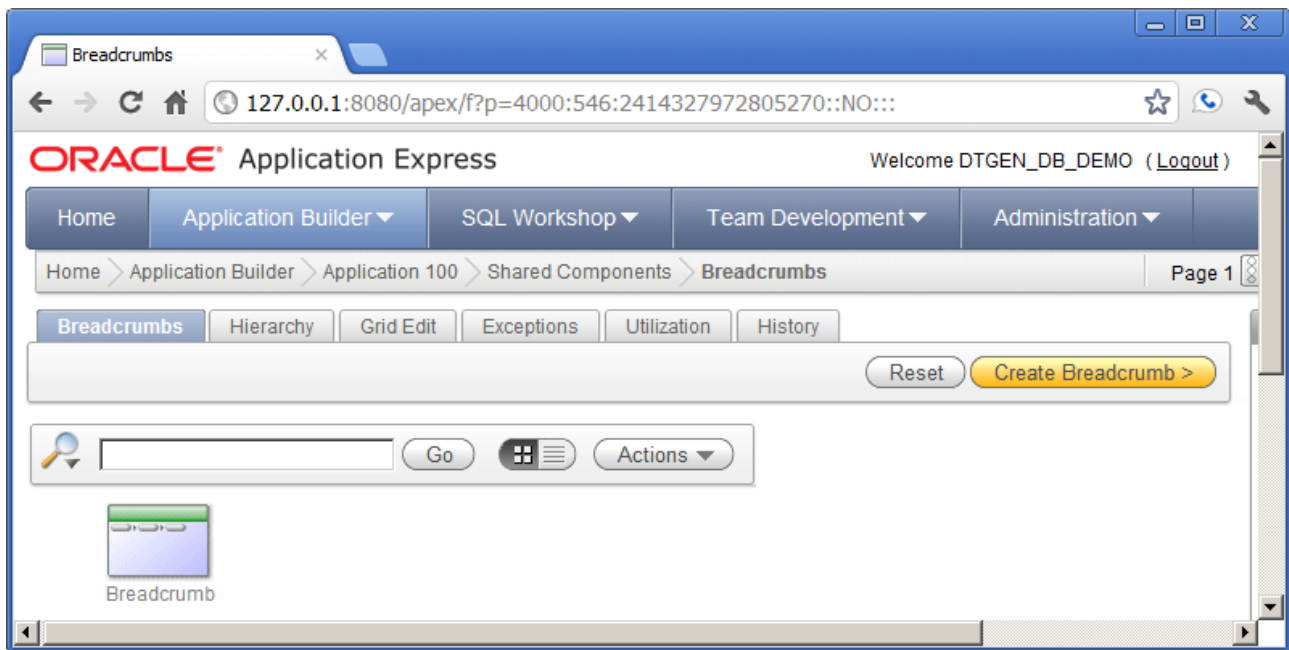 Breadcrumbs
127.0.0.1:8080/apex/f?p=4000:546:2414327972805270::NO:::
ORACLE Application Express Welcome DTGEN_DB_DEMO ( Logout )
Home Application Builder SQL Workshop Team Development Administration
Home Application Builder Application 100 Shared Components Breadcrumbs Page 1
Breadcrumbs Hierarchy Grid Edit Exceptions Utilization History
Reset Create Breadcrumb >
Go Actions
Breadcrumb